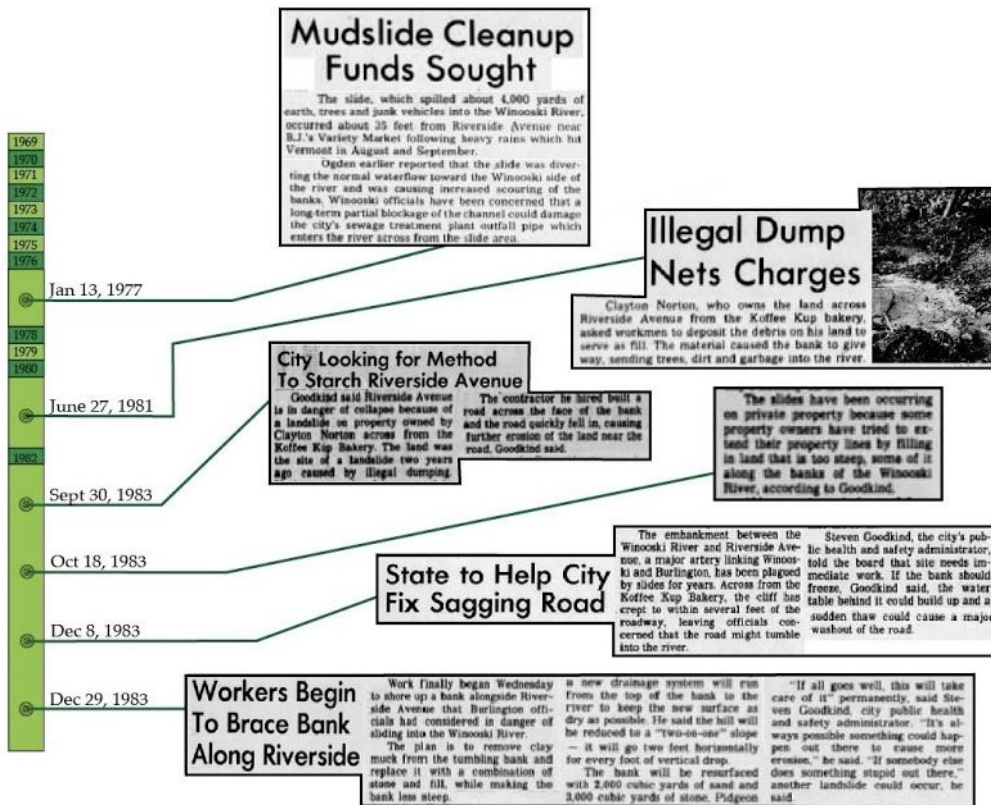 Mudslide Cleanup
Funds Sought
The slide, which spilled about 4,000 yards of
earth, trees and junk vehicles into the Winooski River,
occurred about 35 feet from Riverside Avenue near
B.J.'s Variety Market following heavy rains which hit
Vermont in August and September.
Ogden earlier reported that the slide was diver-
ting the normal waterflow toward the Winooski side of
the river and was causing increased scouring of the
banks. Winooski officials have been concerned that a
long-term partial blockage of the channel could damage
the city's sewage treatment plant outfall pipe which
enters the river across from the slide area.
1969
1970
1971
1972
1973
1974
1975
1976
Jan 13, 1977
Illegal Dump
Nets Charges
Clayton Norton, who owns the land across
Riverside Avenue from the Koffee Kup bakery,
asked workmen to deposit the debris on his land to
serve as fill. The material caused the bank to give
way, sending trees, dirt and garbage into the river.
1978
1979
1980
June 27, 1981
City Looking for Method
To Starch Riverside Avenue
Goodkind said Riverside Avenue
is in danger of collapse because of
a landslide on property owned by
Clayton Norton across from the
Koffee Kup Bakery. The land was
the site of a landslide two years
ago caused by illegal dumping.
The contractor he hired built a
road across the face of the bank
and the road quickly fell in, causing
further erosion of the land near the
road, Goodkind said.
1982
Sept 30, 1983
The slides have been occurring
on private property because some
property owners have tried to ex-
tend their property lines by filling
in land that is too steep, some of it
along the banks of the Winooski
River, according to Goodkind.
Oct 18, 1983
State to Help City
Fix Sagging Road
The embankment between the
Winooski River and Riverside Ave-
nue, a major artery linking Winoos-
ki and Burlington, has been plagued
by slides for years. Across from the
Koffee Kup Bakery, the cliff has
crept to within several feet of the
roadway, leaving officials con-
cerned that the road might tumble
into the river.
Steven Goodkind, the city's pub-
lic health and safety administrator,
told the board that site needs im-
mediate work. If the bank should
freeze, Goodkind said, the water
table behind it could build up and a
sudden thaw could cause a major
washout of the road.
Dec 8, 1983
Dec 29, 1983
Workers Begin
To Brace Bank
Along Riverside
Work finally began Wednesday
to shore up a bank alongside River-
side Avenue that Burlington offi-
cials had considered in danger of
sliding into the Winooski River.
The plan is to remove clay
muck from the tumbling bank and
replace it with a combination of
stone and fill, while making the
bank less steep.
a new drainage system will run
from the top of the bank to the
river to keep the new surface as
dry as possible. He said the hill will
be reduced to a "two-on-one" slope
— it will go two feet horizontally
for every foot of vertical drop.
The bank will be resurfaced
with 2,000 cubic yards of sand and
3,000 cubic yards of stone, Pidgeon
"If all goes well, this will take
care of it" permanently, said Ste-
ven Goodkind, city public health
and safety administrator. "It's al-
ways possible something could hap-
pen out there to cause more
erosion," he said. "If somebody else
does something stupid out there,"
another landslide could occur, he
said.